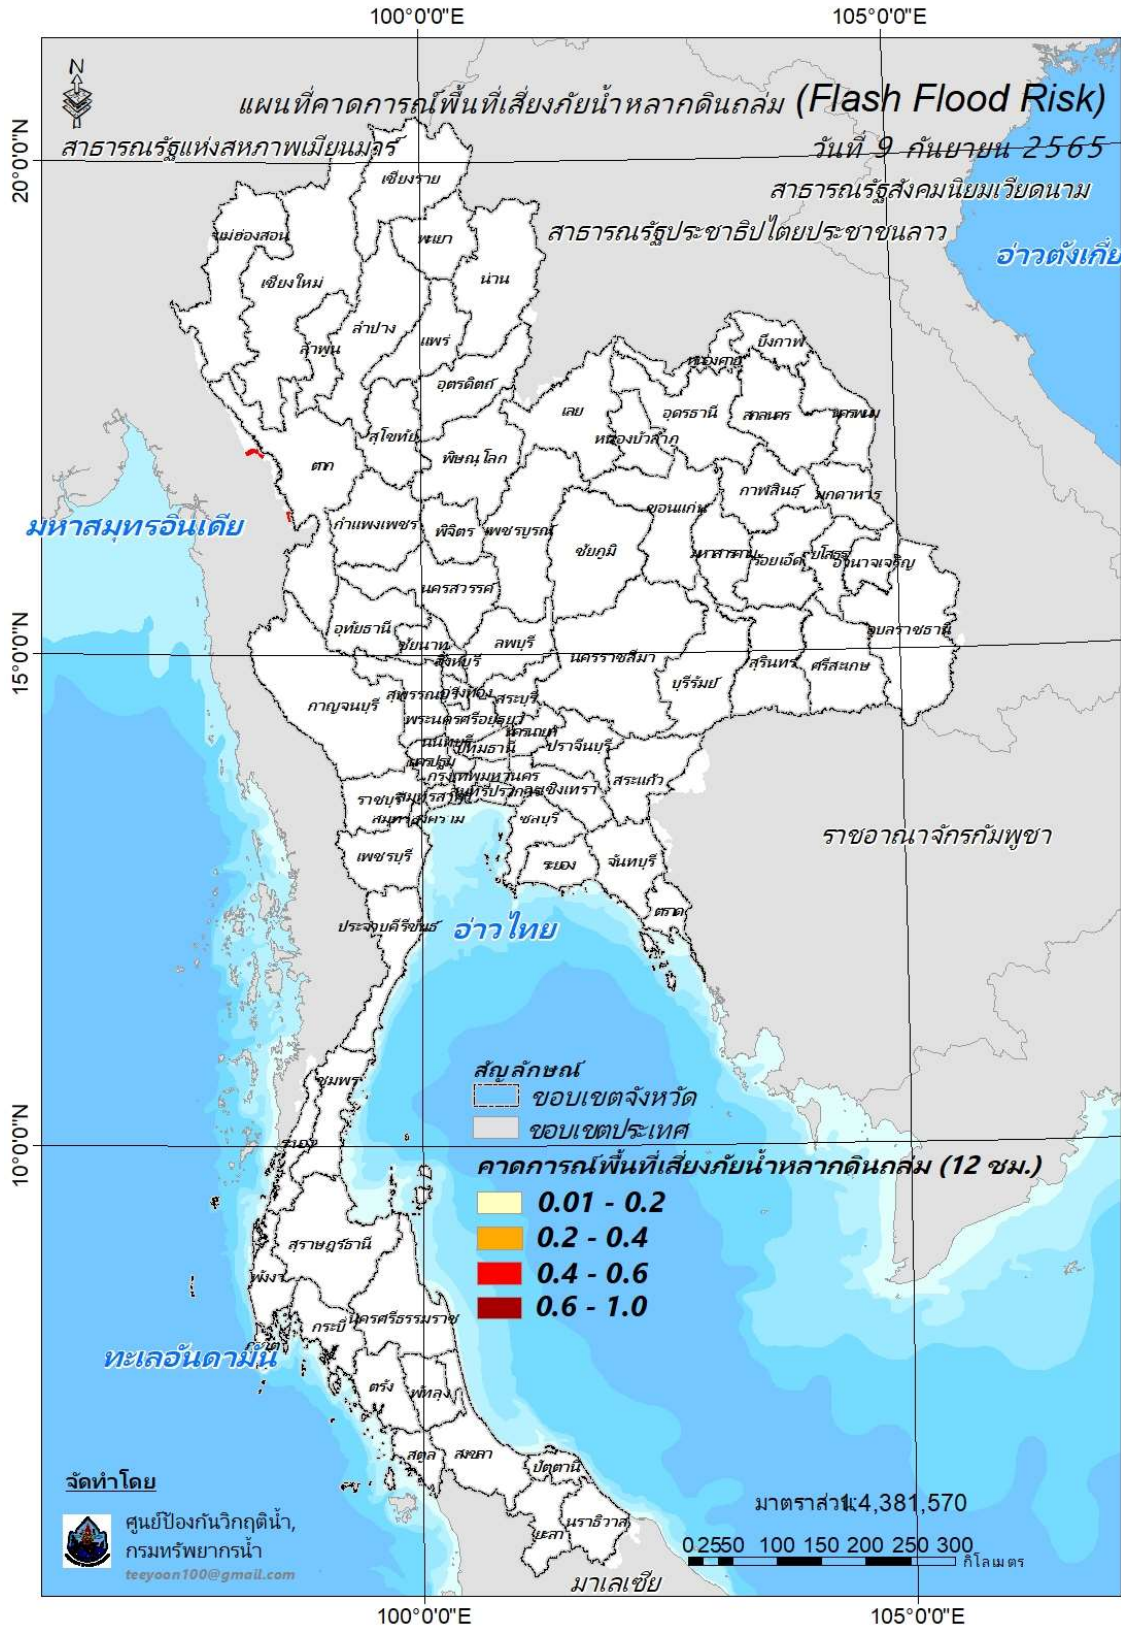 100°0'0"E
105°0'0"E
N
แผนที่คาดการณ์พื้นที่เสี่ยงภัยน้ำหลากดินถล่ม (Flash Flood Risk)
วันที่ 9 กันยายน 2565
20°0'0"N
สาธารณรัฐแห่งสหภาพเมียนมาร์
สาธารณรัฐสังคมนิยมเวียดนาม
สาธารณรัฐประชาธิปไตยประชาชนลาว
อ่าวตังเกี๋ย
เชียงราย
แม่ฮ่องสอน
พะเยา
น่าน
เชียงใหม่
ลำปาง
แพร่
ลำพูน
อุตรดิตถ์
บึงกาฬ
เลย
อุดรธานี
สกลนคร
นครพนม
สุโขทัย
หนองบัวลำภู
ตาก
พิษณุโลก
กาฬสินธุ์
มุกดาหาร
ขอนแก่น
มหาสมุทรอินเดีย
กำแพงเพชร
พิจิตร
เพชรบูรณ์
ชัยภูมิ
มหาสารคาม
ร้อยเอ็ด
ยโสธร
อำนาจเจริญ
นครสวรรค์
อุทัยธานี
ชัยนาท
ลพบุรี
นครราชสีมา
อุบลราชธานี
15°0'0"N
สิงห์บุรี
บุรีรัมย์
สุรินทร์
ศรีสะเกษ
กาญจนบุรี
สุพรรณบุรี
อ่างทอง
สระบุรี
พระนครศรีอยุธยา
นครนายก
นนทบุรี
ปทุมธานี
ปราจีนบุรี
นครปฐม
กรุงเทพมหานคร
สระแก้ว
ราชบุรี
สมุทรสาคร
สมุทรปราการ
ฉะเชิงเทรา
สมุทรสงคราม
ชลบุรี
ราชอาณาจักรกัมพูชา
เพชรบุรี
ระยอง
จันทบุรี
ตราด
ประจวบคีรีขันธ์
อ่าวไทย
ชุมพร
สัญลักษณ์
ขอบเขตจังหวัด
ขอบเขตประเทศ
ระนอง
10°0'0"N
คาดการณ์พื้นที่เสี่ยงภัยน้ำหลากดินถล่ม (12 ชม.)
0.01 - 0.2
0.2 - 0.4
0.4 - 0.6
0.6 - 1.0
สุราษฎร์ธานี
พังงา
กระบี่
นครศรีธรรมราช
ภูเก็ต
ทะเลอันดามัน
ตรัง
พัทลุง
สตูล
สงขลา
ปัตตานี
ยะลา
นราธิวาส
จัดทำโดย
ศูนย์ป้องกันวิกฤติน้ำ,
กรมทรัพยากรน้ำ
teeyoan100@gmail.com
มาตราส่วน 1:4,381,570
0 25 50 100 150 200 250 300 กิโลเมตร
มาเลเซีย
100°0'0"E
105°0'0"E